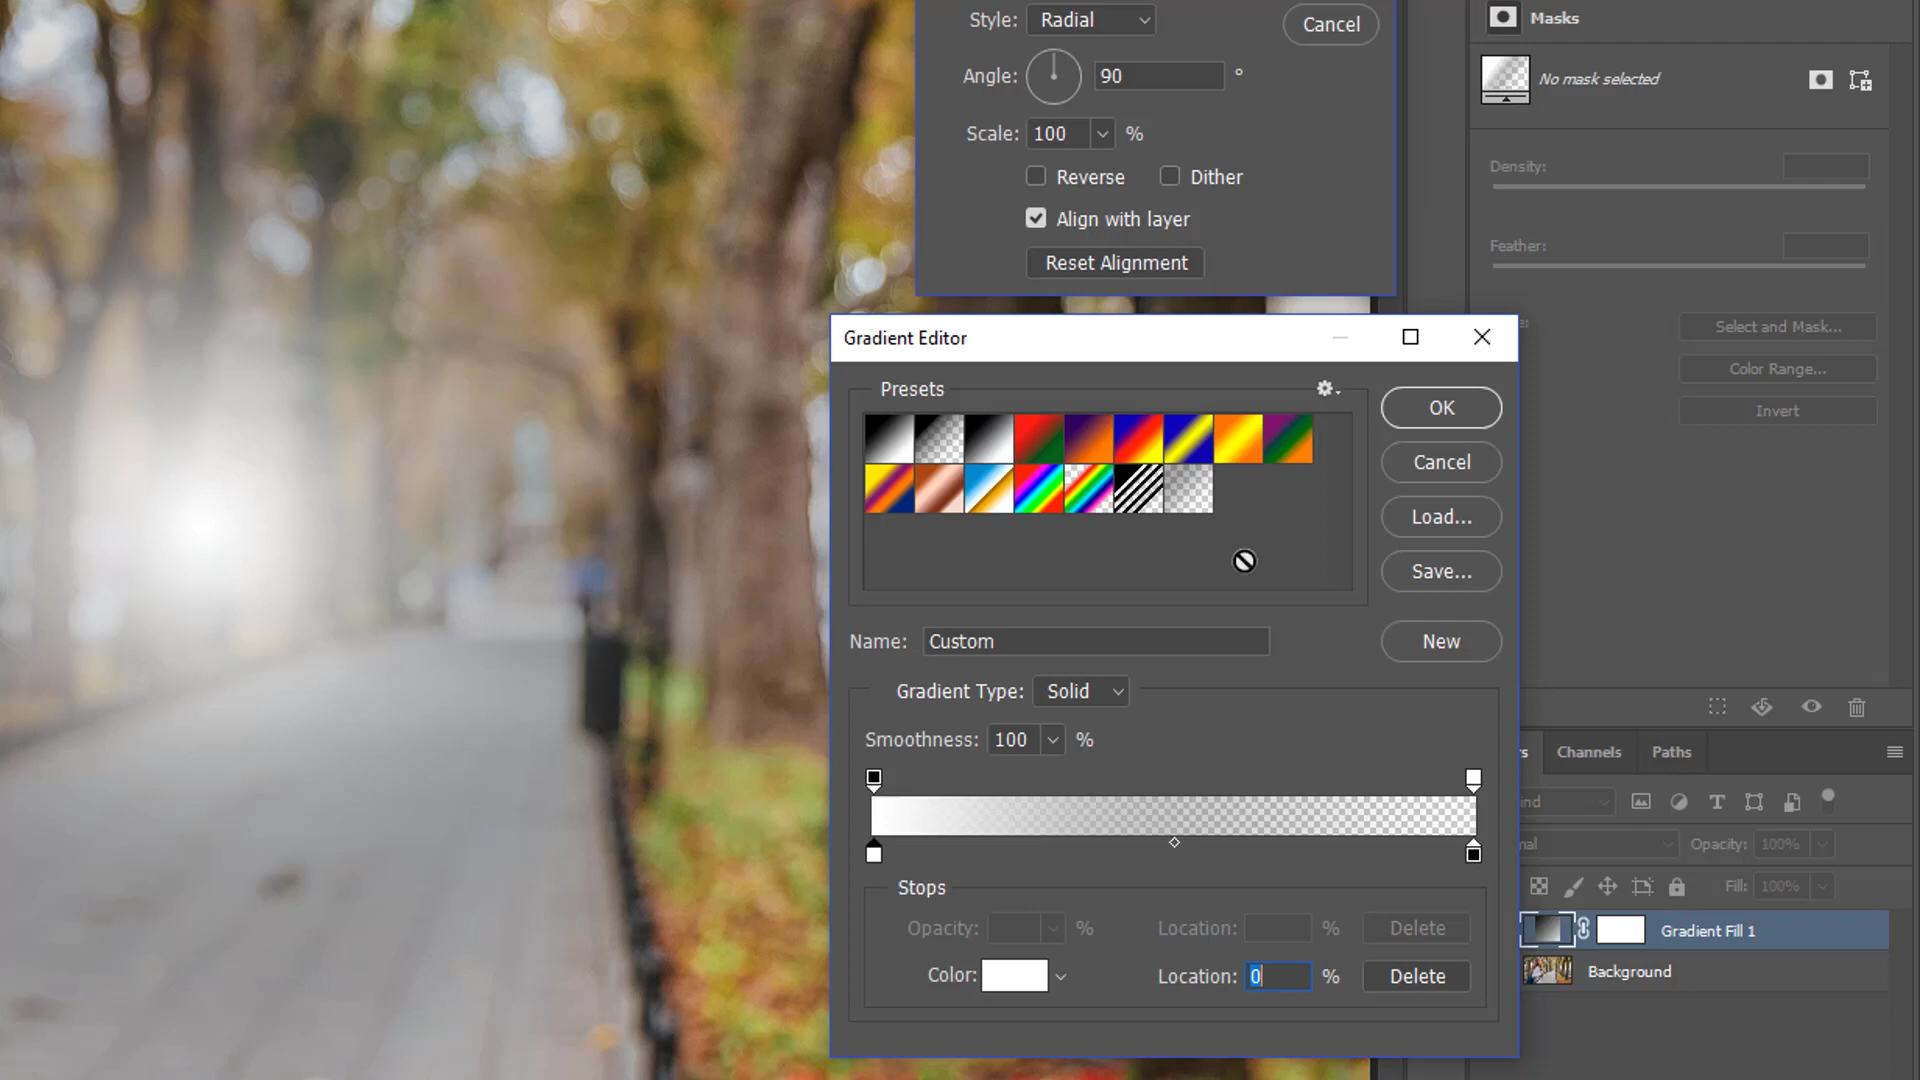 Style: Radial
Cancel
Angle: 90 °
Scale: 100 %
Reverse Dither
Align with layer
Reset Alignment
Masks
No mask selected
Density:
Feather:
Select and Mask...
Color Range...
Invert
Gradient Editor
Presets
OK
Cancel
Load...
Save...
Name: Custom
New
Gradient Type: Solid
Smoothness: 100 %
Stops
Opacity: % Location: % Delete
Color: Location: 0 % Delete
Channels Paths
Opacity: 100%
Fill: 100%
Gradient Fill 1
Background